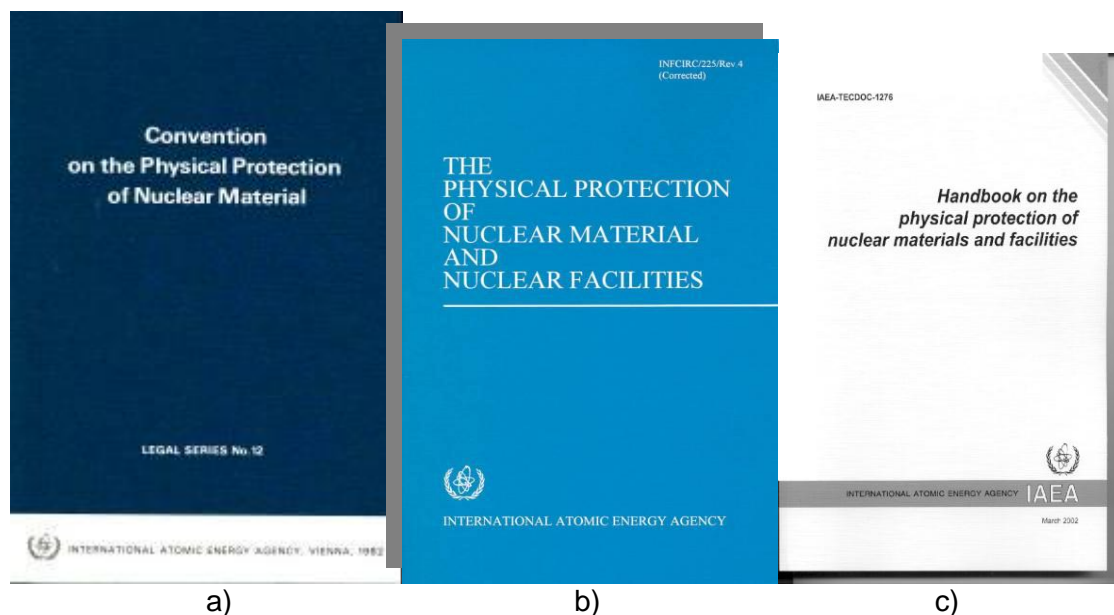 Convention
on the Physical Protection
of Nuclear Material
LEGAL SERIES No. 12
INTERNATIONAL ATOMIC ENERGY AGENCY, VIENNA, 1982
a)
INFCIRC/225/Rev.4
(Corrected)
THE
PHYSICAL PROTECTION
OF
NUCLEAR MATERIAL
AND
NUCLEAR FACILITIES
INTERNATIONAL ATOMIC ENERGY AGENCY
b)
IAEA-TECDOC-1276
Handbook on the
physical protection of
nuclear materials and facilities
INTERNATIONAL ATOMIC ENERGY AGENCY IAEA
March 2002
c)